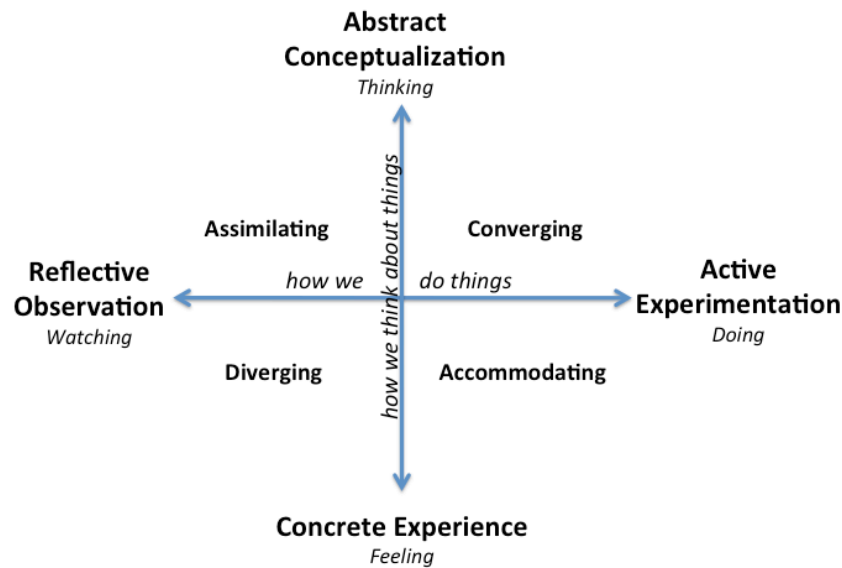 Abstract
Conceptualization
Thinking
how we think about things
Assimilating
Converging
how we do things
Reflective
Observation
Watching
Active
Experimentation
Doing
Diverging
Accommodating
Concrete Experience
Feeling